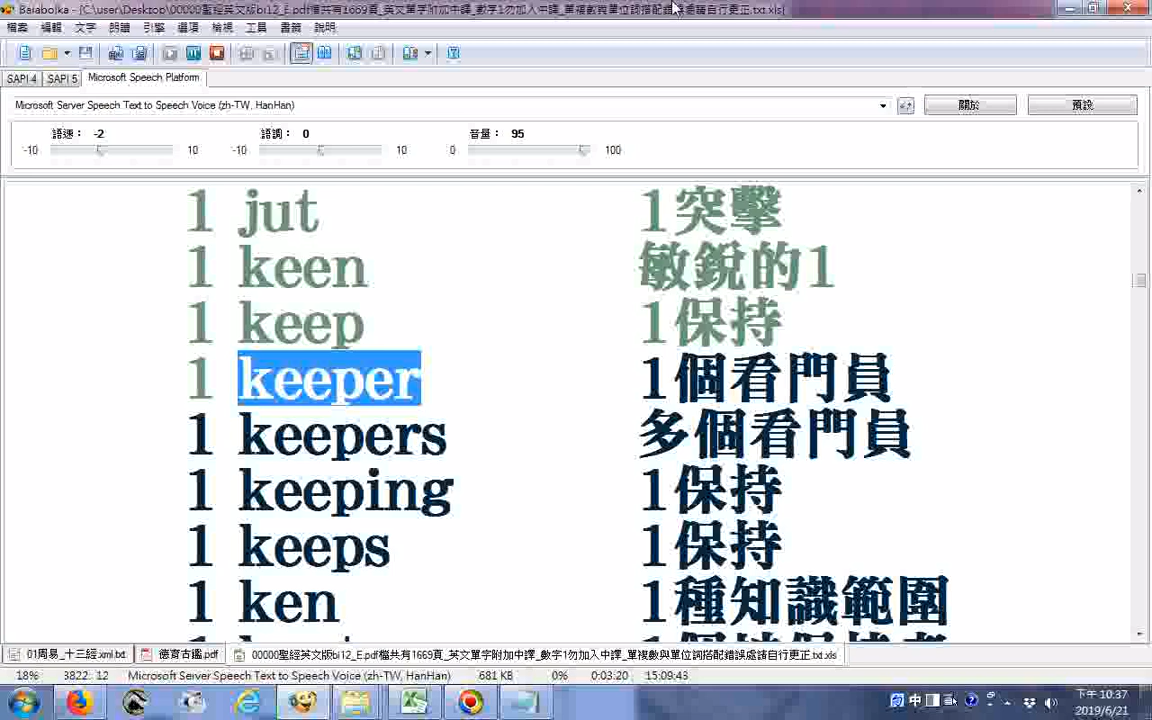 Balabolka - [C:\user\Desktop\00000聖經英文版bi12_E.pdf檔共有1669頁_英文單字附加中譯_數字1勿加入中譯_單複數與單位詞搭配錯誤處請自行更正.txt.xls]
檔案 編輯 文字 朗讀 引擎 選項 檢視 工具 書籤 說明
SAPI 4 SAPI 5 Microsoft Speech Platform
Microsoft Server Speech Text to Speech Voice (zh-TW, HanHan) 關於 預設
語速： -2 語調： 0 音量： 95
-10 10 -10 10 0 100
1 jut 1突擊
1 keen 敏銳的1
1 keep 1保持
1 keeper 1個看門員
1 keepers 多個看門員
1 keeping 1保持
1 keeps 1保持
1 ken 1種知識範圍
01周易_十三經.xml.txt 德育古鑑.pdf 00000聖經英文版bi12_E.pdf檔共有1669頁_英文單字附加中譯_數字1勿加入中譯_單複數與單位詞搭配錯誤處請自行更正.txt.xls
18% 3822: 12 Microsoft Server Speech Text to Speech Voice (zh-TW, HanHan) 681 KB 0% 0:03:20 15:09:43
中 下午 10:37
2019/6/21